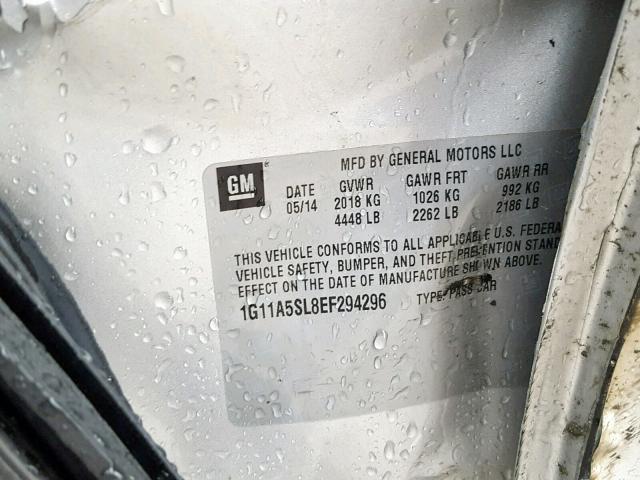 MFD BY GENERAL MOTORS LLC
GM
DATE GVWR GAWR FRT GAWR RR
05/14 2018 KG 1026 KG 992 KG
4448 LB 2262 LB 2186 LB
THIS VEHICLE CONFORMS TO ALL APPLICABLE U.S. FEDERA
VEHICLE SAFETY, BUMPER, AND THEFT PREVENTION STAND
EFFECT ON THE DATE OF MANUFACTURE SHOWN ABOVE.
1G11A5SL8EF294296 TYPE: PASS CAR